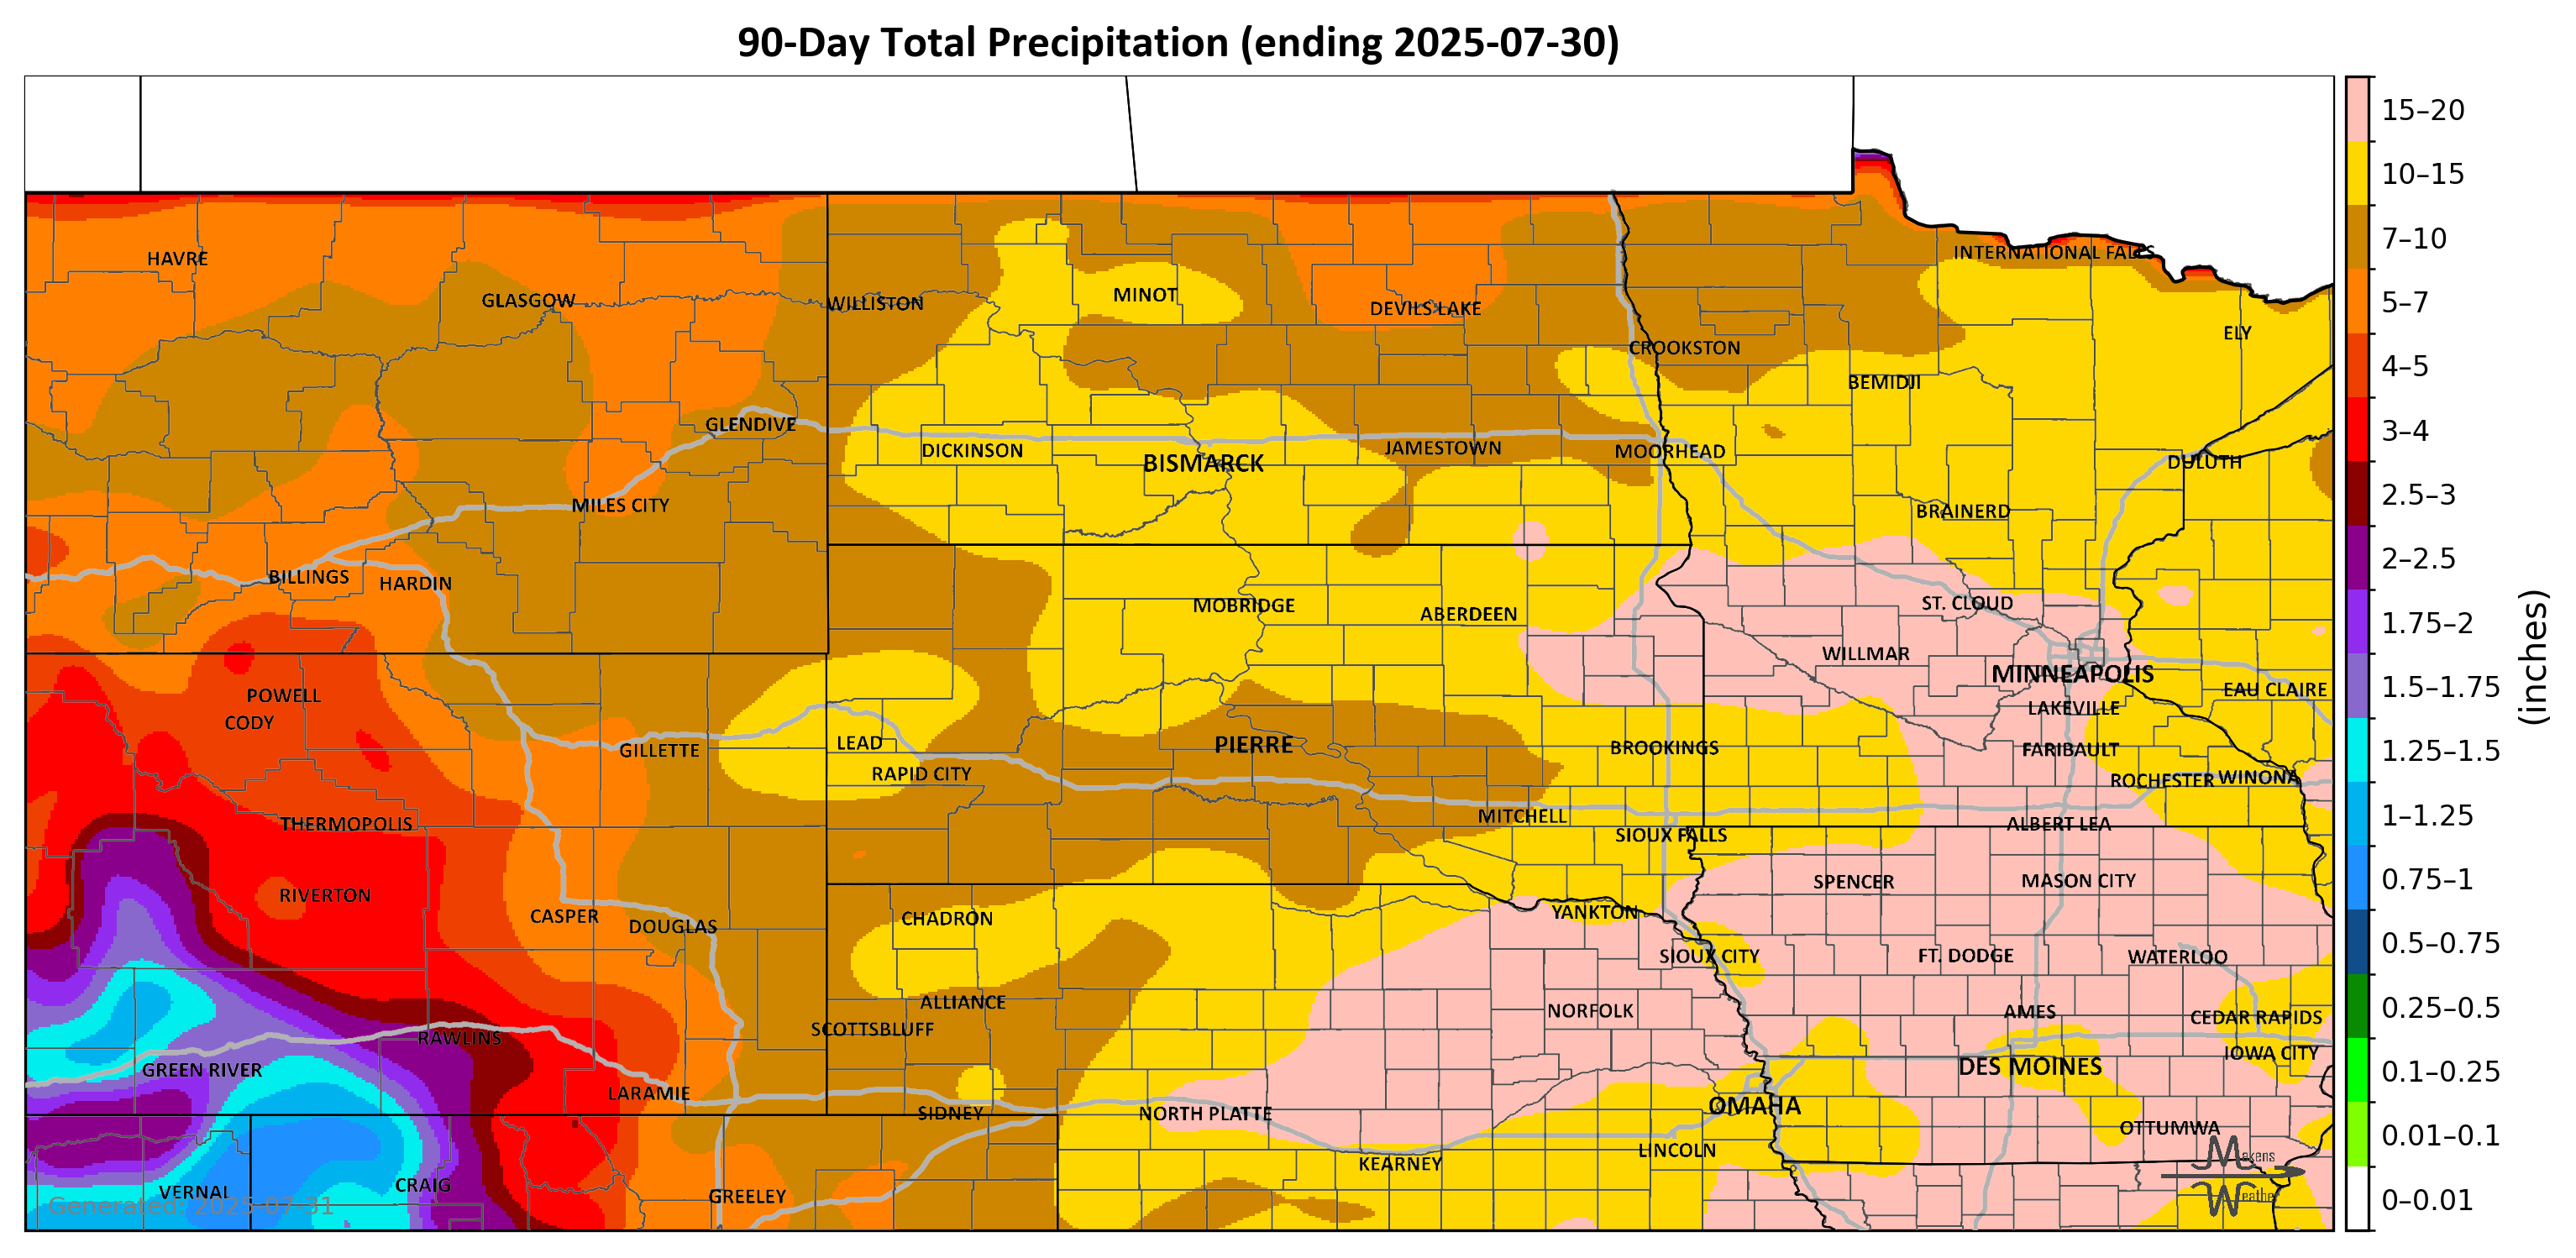 90-Day Total Precipitation (ending 2025-07-30)
15–20
10–15
HAVRE
7–10
INTERNATIONAL FALLS
GLASGOW
WILLISTON
MINOT
DEVILS LAKE
5–7
ELY
CROOKSTON
BEMIDJI
4–5
GLENDIVE
3–4
DICKINSON
BISMARCK
JAMESTOWN
MOORHEAD
DULUTH
2.5–3
MILES CITY
BRAINERD
2–2.5
BILLINGS
HARDIN
MOBRIDGE
ABERDEEN
ST. CLOUD
1.75–2
(inches)
WILLMAR
MINNEAPOLIS
1.5–1.75
EAU CLAIRE
POWELL
CODY
LAKEVILLE
GILLETTE
LEAD
PIERRE
BROOKINGS
FARIBAULT
1.25–1.5
RAPID CITY
ROCHESTER
WINONA
1–1.25
THERMOPOLIS
MITCHELL
SIOUX FALLS
ALBERT LEA
RIVERTON
SPENCER
MASON CITY
0.75–1
CASPER
DOUGLAS
CHADRON
YANKTON
0.5–0.75
SIOUX CITY
FT. DODGE
WATERLOO
ALLIANCE
NORFOLK
AMES
CEDAR RAPIDS
0.25–0.5
RAWLINS
SCOTTSBLUFF
IOWA CITY
GREEN RIVER
DES MOINES
0.1–0.25
LARAMIE
SIDNEY
NORTH PLATTE
OMAHA
OTTUMWA
0.01–0.1
KEARNEY
LINCOLN
Makens
Weather
VERNAL
CRAIG
GREELEY
0–0.01
Generated: 2025-07-31